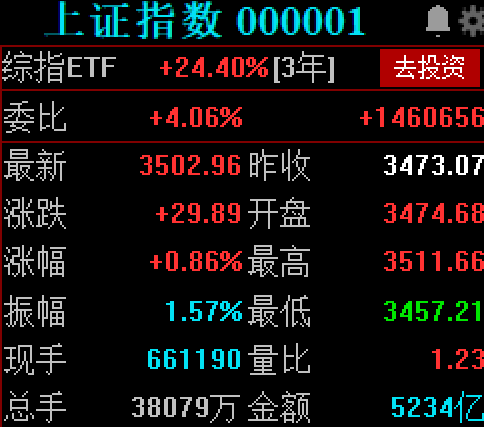 上证指数 000001
综指ETF +24.40%[3年] 去投资
委比 +4.06% +1460656
最新 3502.96 昨收 3473.07
涨跌 +29.89 开盘 3474.68
涨幅 +0.86% 最高 3511.66
振幅 1.57% 最低 3457.21
现手 661190 量比 1.23
总手 38079万 金额 5234亿